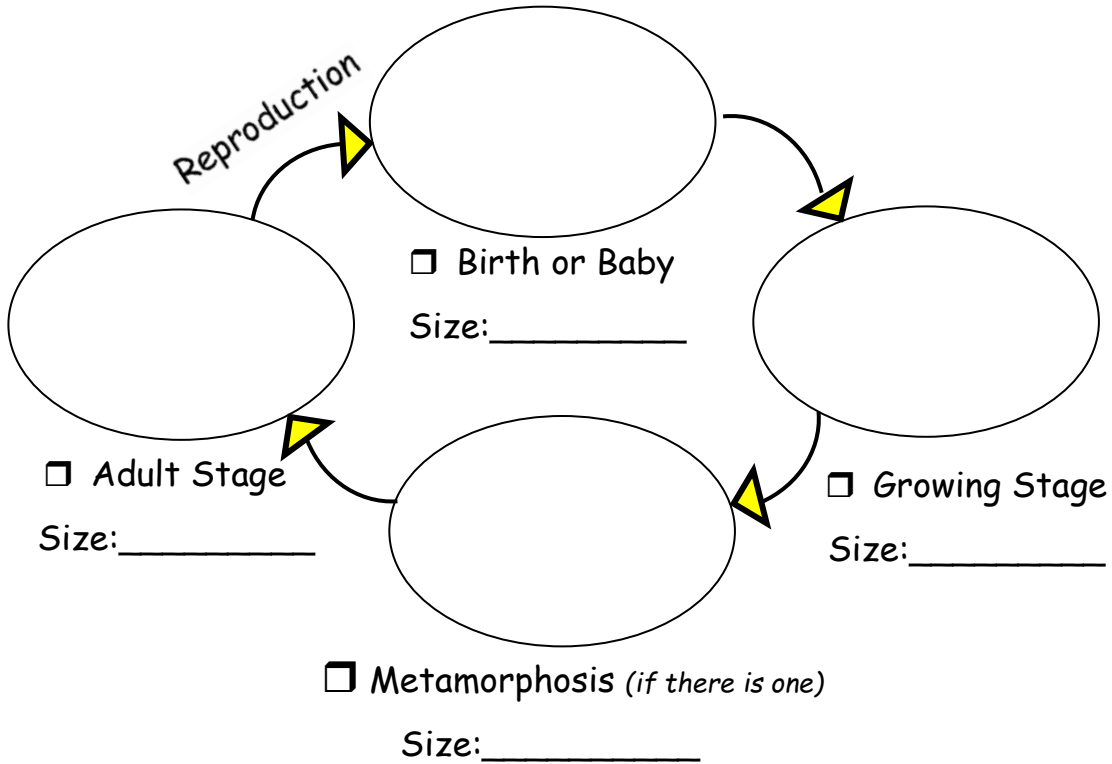 Reproduction
❒ Birth or Baby
Size:_________
❒ Adult Stage
Size:_________
❒ Growing Stage
Size:_________
❒ Metamorphosis (if there is one)
Size:__________